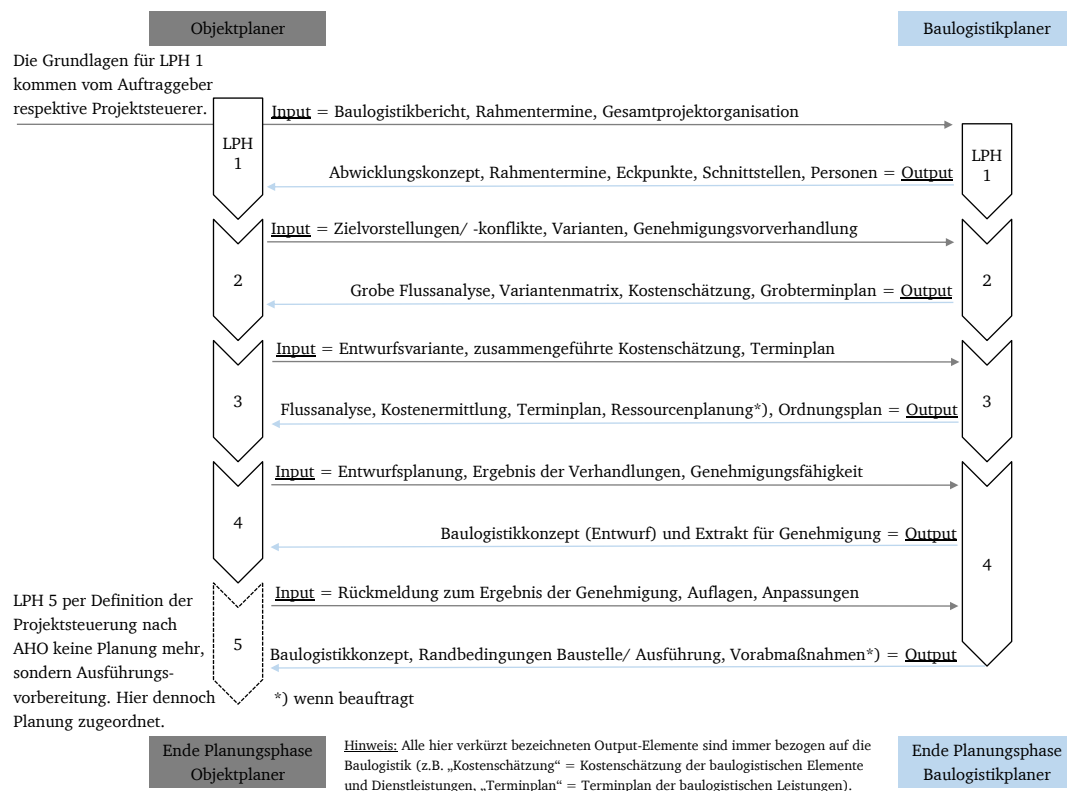 Objektplaner
Baulogistikplaner
Die Grundlagen für LPH 1
kommen vom Auftraggeber
respektive Projektsteuerer.
Input = Baulogistikbericht, Rahmentermine, Gesamtprojektorganisation
LPH
1
LPH
1
Abwicklungskonzept, Rahmentermine, Eckpunkte, Schnittstellen, Personen = Output
Input = Zielvorstellungen/ -konflikte, Varianten, Genehmigungsvorverhandlung
2
2
Grobe Flussanalyse, Variantenmatrix, Kostenschätzung, Grobterminplan = Output
Input = Entwurfsvariante, zusammengeführte Kostenschätzung, Terminplan
3
3
Flussanalyse, Kostenermittlung, Terminplan, Ressourcenplanung*), Ordnungsplan = Output
Input = Entwurfsplanung, Ergebnis der Verhandlungen, Genehmigungsfähigkeit
4
Baulogistikkonzept (Entwurf) und Extrakt für Genehmigung = Output
4
Input = Rückmeldung zum Ergebnis der Genehmigung, Auflagen, Anpassungen
LPH 5 per Definition der
Projektsteuerung nach
AHO keine Planung mehr,
sondern Ausführungs-
vorbereitung. Hier dennoch
Planung zugeordnet.
5
Baulogistikkonzept, Randbedingungen Baustelle/ Ausführung, Vorabmaßnahmen*) = Output
*) wenn beauftragt
Ende Planungsphase
Objektplaner
Hinweis: Alle hier verkürzt bezeichneten Output-Elemente sind immer bezogen auf die
Baulogistik (z.B. „Kostenschätzung“ = Kostenschätzung der baulogistischen Elemente
und Dienstleistungen, „Terminplan“ = Terminplan der baulogistischen Leistungen).
Ende Planungsphase
Baulogistikplaner